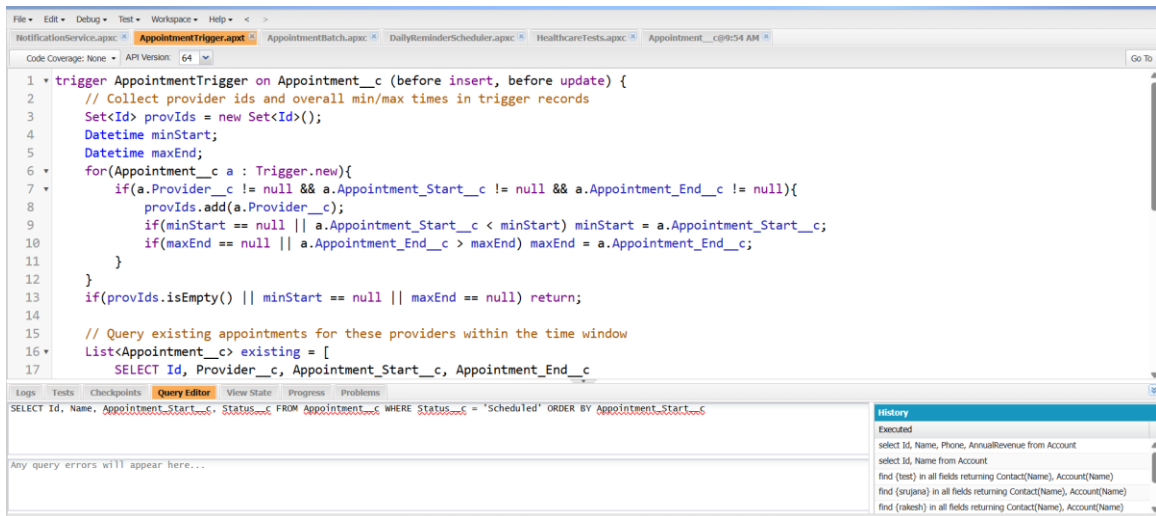 File Edit Debug Test Workspace Help < >
NotificationService.apxc AppointmentTrigger.apxt AppointmentBatch.apxc DailyReminderScheduler.apxc HealthcareTests.apxc Appointment__c@9:54 AM
Code Coverage: None API Version: 64 Go To
1 trigger AppointmentTrigger on Appointment__c (before insert, before update) {
2 // Collect provider ids and overall min/max times in trigger records
3 Set<Id> provIds = new Set<Id>();
4 Datetime minStart;
5 Datetime maxEnd;
6 for(Appointment__c a : Trigger.new){
7 if(a.Provider__c != null && a.Appointment_Start__c != null && a.Appointment_End__c != null){
8 provIds.add(a.Provider__c);
9 if(minStart == null || a.Appointment_Start__c < minStart) minStart = a.Appointment_Start__c;
10 if(maxEnd == null || a.Appointment_End__c > maxEnd) maxEnd = a.Appointment_End__c;
11 }
12 }
13 if(provIds.isEmpty() || minStart == null || maxEnd == null) return;
14
15 // Query existing appointments for these providers within the time window
16 List<Appointment__c> existing = [
17 SELECT Id, Provider__c, Appointment_Start__c, Appointment_End__c
Logs Tests Checkpoints Query Editor View State Progress Problems
SELECT Id, Name, Appointment_Start__c, Status__c FROM Appointment__c WHERE Status__c = 'Scheduled' ORDER BY Appointment_Start__c
Any query errors will appear here...
History
Executed
select Id, Name, Phone, AnnualRevenue from Account
select Id, Name from Account
find {test} in all fields returning Contact(Name), Account(Name)
find {srujana} in all fields returning Contact(Name), Account(Name)
find {rakesh} in all fields returning Contact(Name), Account(Name)